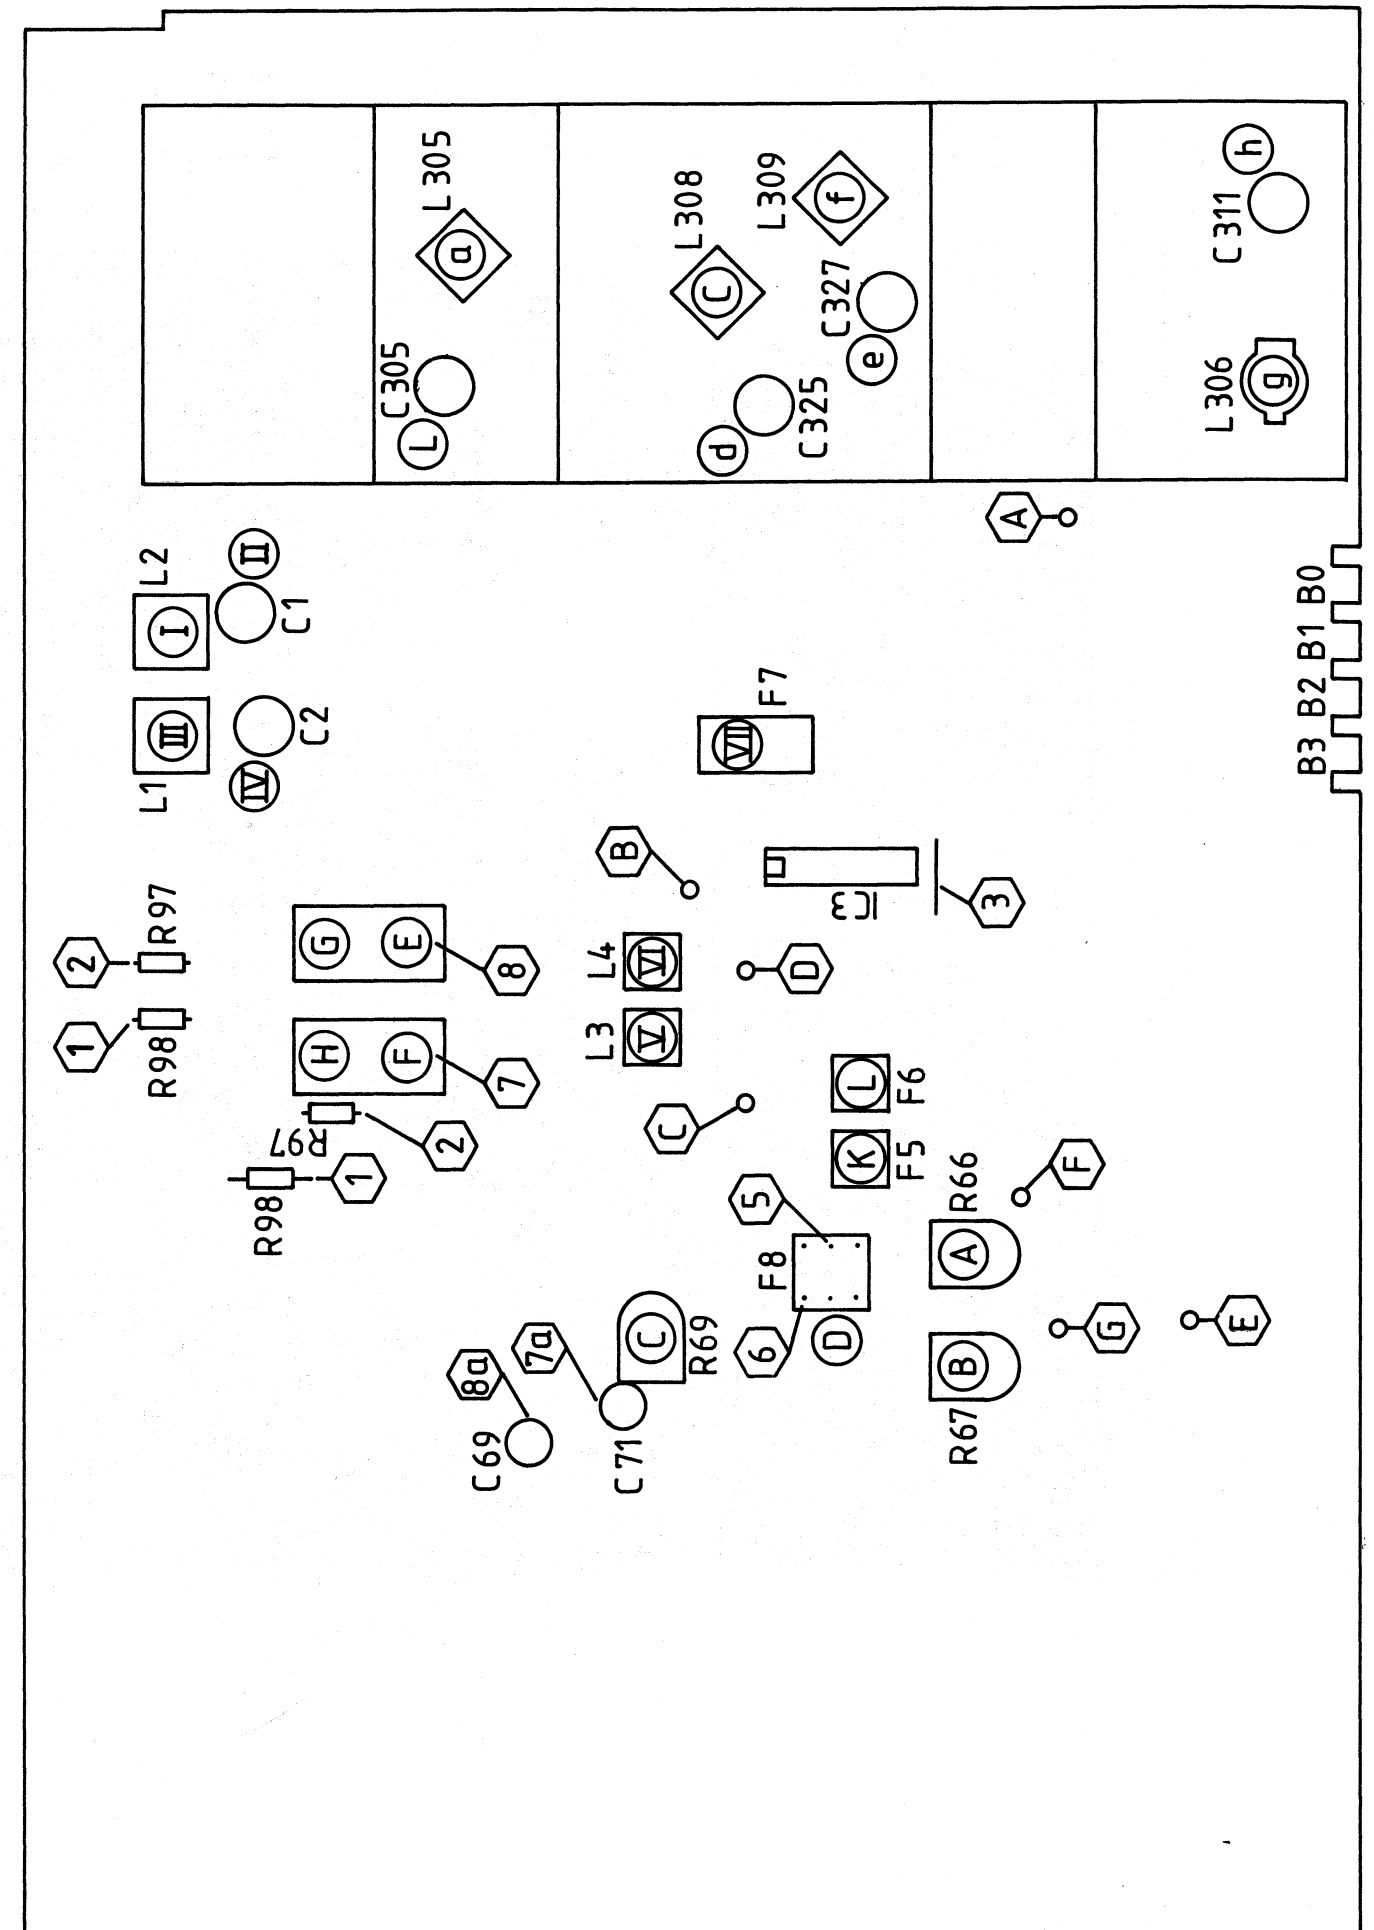 L305
a
C305
L
L308
C
L309
f
C327
e
d
C325
h
C311
L306
g
A
L2
I
II
C1
III
L1
C2
IV
F7
VII
B0
B1
B2
B3
B
IC3
3
2
R97
1
R98
G
E
8
H
F
7
R97
2
R98
1
L4
VI
D
L3
V
C
L
F6
K
F5
5
F8
6
D
R66
A
F
B
R67
G
E
8a
7a
C
R69
C69
C71